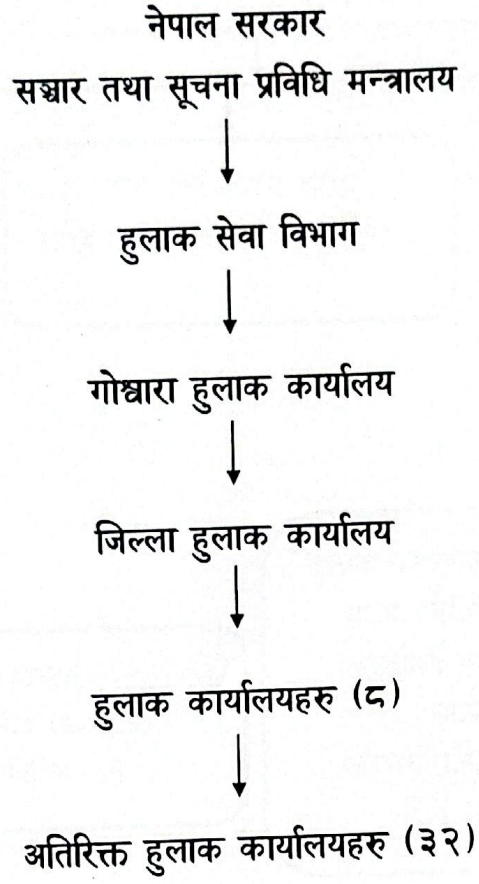 नेपाल सरकार
सञ्चार तथा सूचना प्रविधि मन्त्रालय
हुलाक सेवा विभाग
गोश्वारा हुलाक कार्यालय
जिल्ला हुलाक कार्यालय
हुलाक कार्यालयहरु (८)
अतिरिक्त हुलाक कार्यालयहरु (३२)